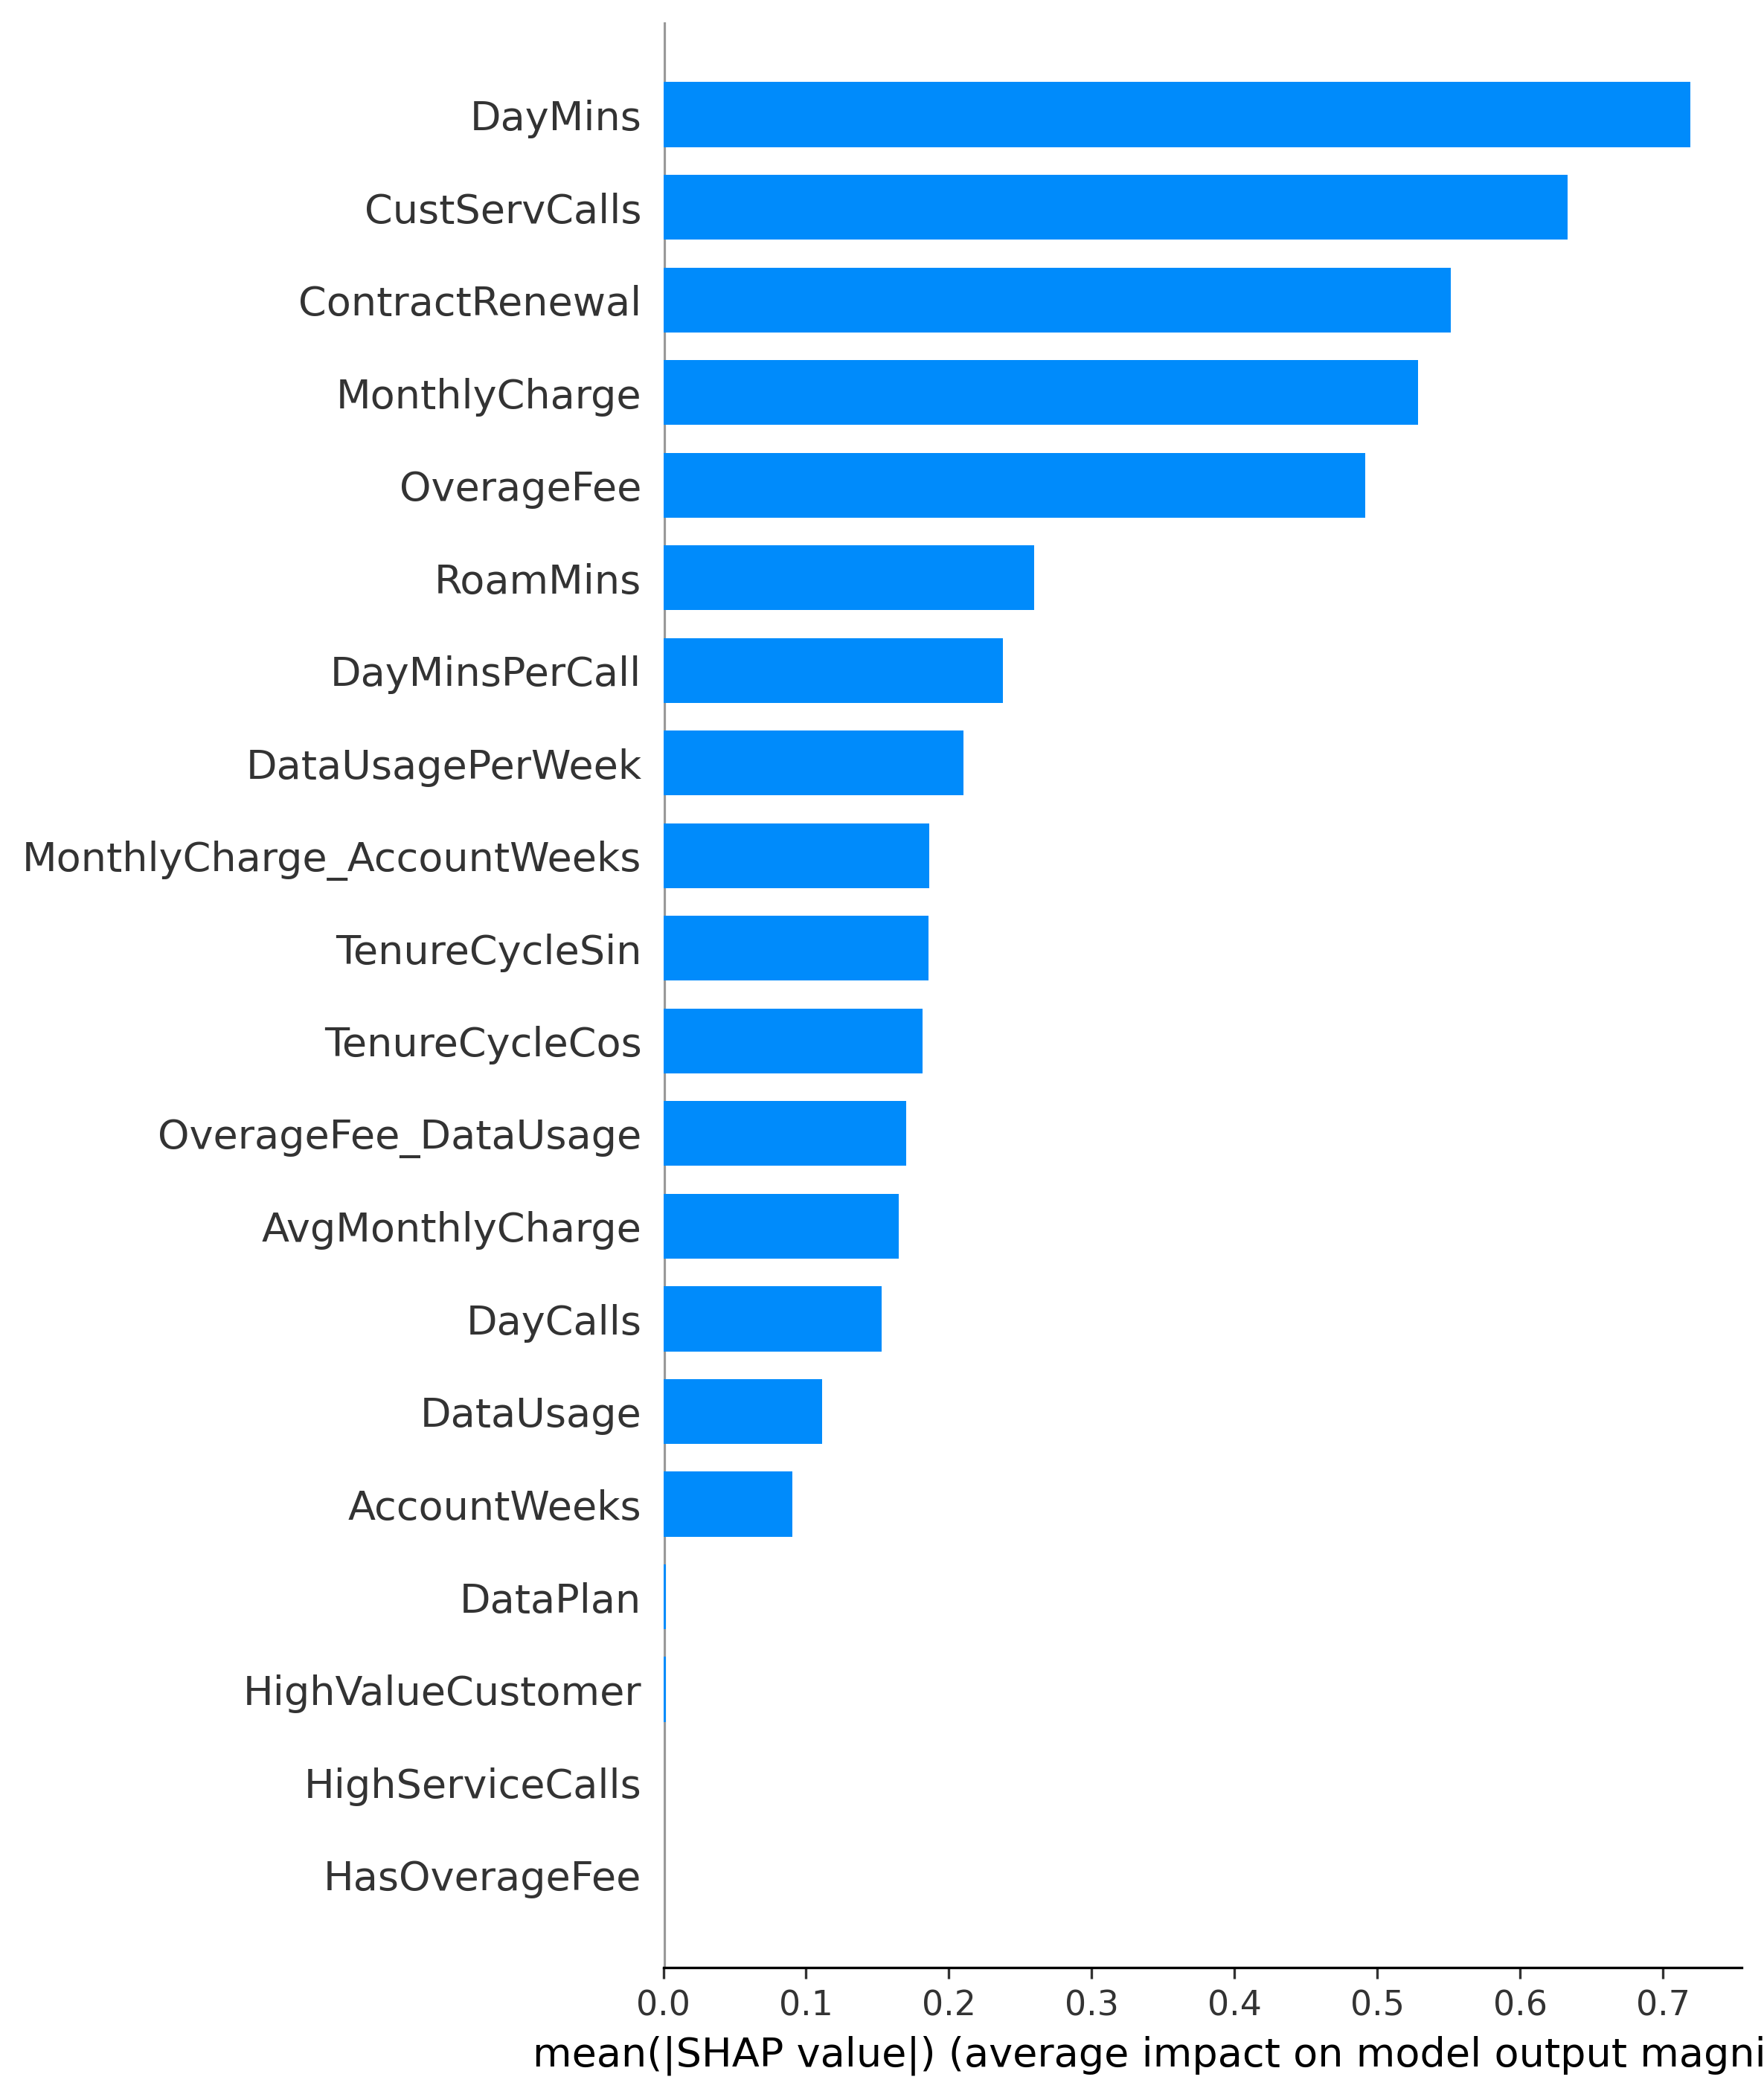 DayMins
CustServCalls
ContractRenewal
MonthlyCharge
OverageFee
RoamMins
DayMinsPerCall
DataUsagePerWeek
MonthlyCharge_AccountWeeks
TenureCycleSin
TenureCycleCos
OverageFee_DataUsage
AvgMonthlyCharge
DayCalls
DataUsage
AccountWeeks
DataPlan
HighValueCustomer
HighServiceCalls
HasOverageFee
0.0 0.1 0.2 0.3 0.4 0.5 0.6 0.7
mean(|SHAP value|) (average impact on model output magni